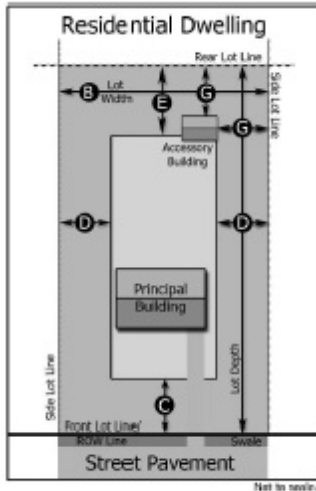 Residential Dwelling
Rear Lot Line
B Lot
Width
E
G
Side Lot Line
G
Accessory
Building
D
D
Principal
Building
Side Lot Line
Lot Depth
C
Front Lot Line/
ROW Line
Swale
Street Pavement
Not to scale